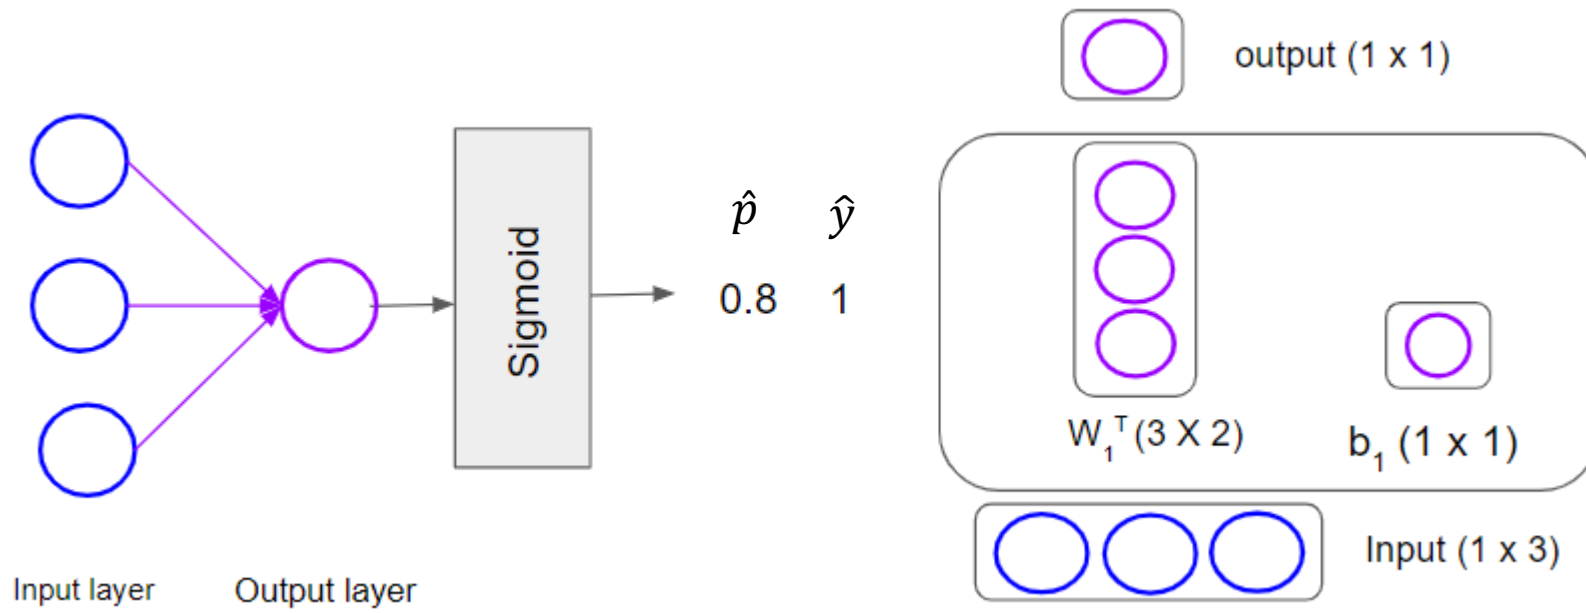 Sigmoid
p̂ ŷ
0.8 1
Input layer
Output layer
output (1 x 1)
W₁ᵀ (3 X 2)
b₁ (1 x 1)
Input (1 x 3)